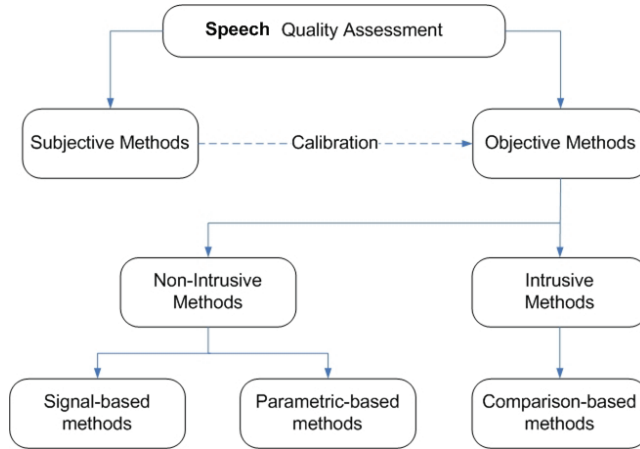 Speech Quality Assessment
Subjective Methods
Calibration
Objective Methods
Non-Intrusive
Methods
Intrusive
Methods
Signal-based
methods
Parametric-based
methods
Comparison-based
methods